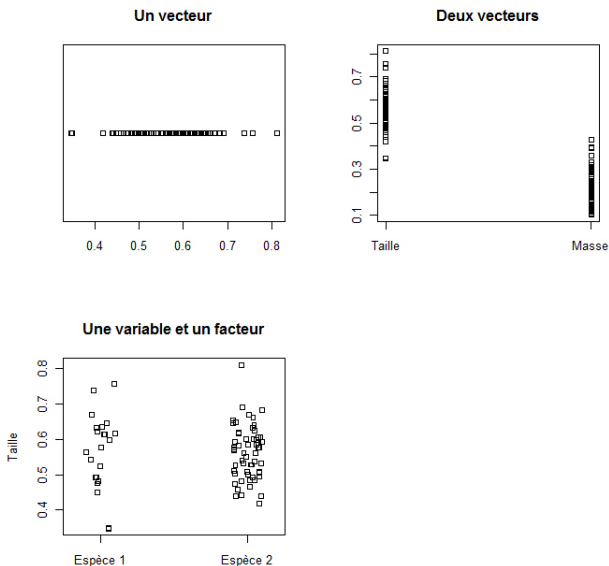 Un vecteur
0.4 0.5 0.6 0.7 0.8
Deux vecteurs
0.7
0.5
0.3
0.1
Taille Masse
Une variable et un facteur
Taille
0.8
0.7
0.6
0.5
0.4
Espèce 1 Espèce 2